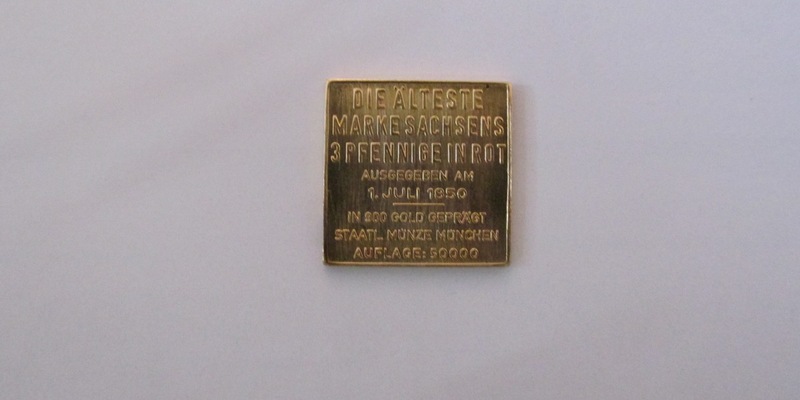 DIE ÄLTESTE
MARKE SACHSENS
3 PFENNIGE IN ROT
AUSGEGEBEN AM
1. JULI 1850
IN 900 GOLD GEPRÄGT
STAATL. MÜNZE MÜNCHEN
AUFLAGE: 50000